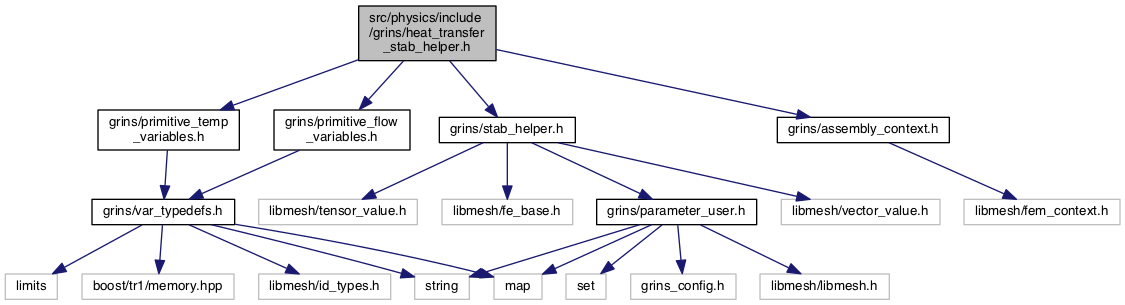 src/physics/include
/grins/heat_transfer
_stab_helper.h
grins/primitive_temp
_variables.h
grins/primitive_flow
_variables.h
grins/stab_helper.h
grins/assembly_context.h
grins/var_typedefs.h
libmesh/tensor_value.h
libmesh/fe_base.h
grins/parameter_user.h
libmesh/vector_value.h
libmesh/fem_context.h
limits
boost/tr1/memory.hpp
libmesh/id_types.h
string
map
set
grins_config.h
libmesh/libmesh.h